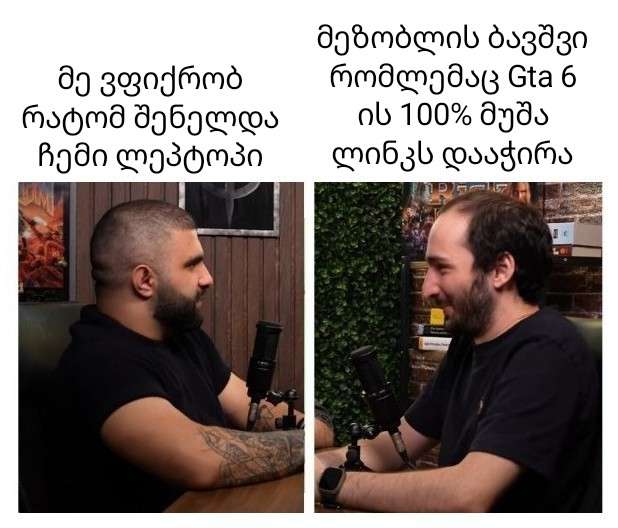 მე ვფიქრობ
რატომ შენელდა
ჩემი ლეპტოპი
მეზობლის ბავშვი
რომლემაც Gta 6
ის 100% მუშა
ლინკს დააჭირა